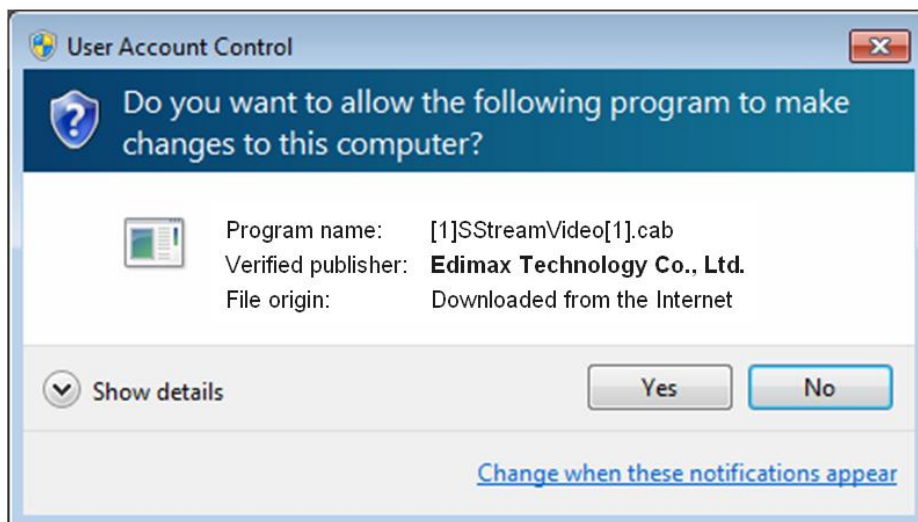 User Account Control
Do you want to allow the following program to make
changes to this computer?
Program name: [1]SStreamVideo[1].cab
Verified publisher: Edimax Technology Co., Ltd.
File origin: Downloaded from the Internet
Show details
Yes
No
Change when these notifications appear